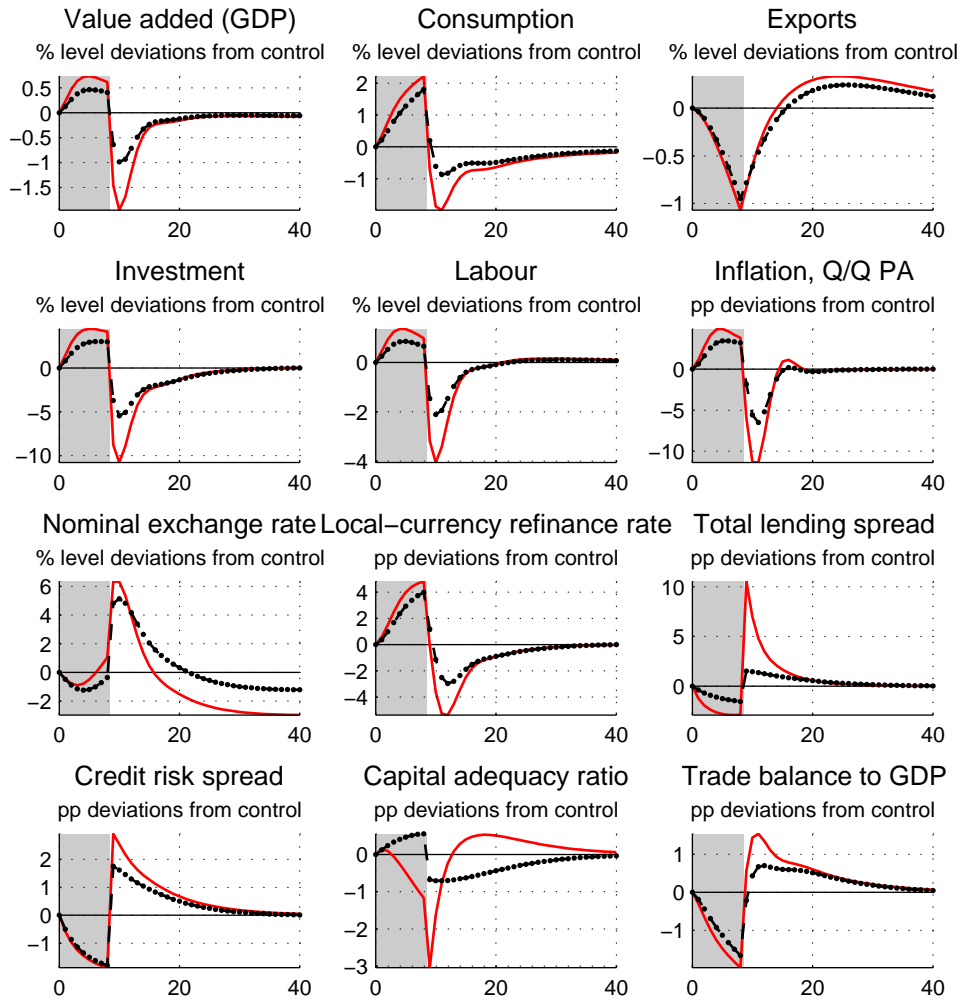 Value added (GDP) Consumption Exports
% level deviations from control % level deviations from control % level deviations from control
0.5 2 0
0 1 −0.5
−0.5 0 −1
−1 −1
−1.5
0 20 40 0 20 40 0 20 40
Investment Labour Inflation, Q/Q PA
% level deviations from control % level deviations from control pp deviations from control
0 0 0
−5 −2 −5
−10 −4 −10
0 20 40 0 20 40 0 20 40
Nominal exchange rate Local−currency refinance rate Total lending spread
% level deviations from control pp deviations from control pp deviations from control
6 4 10
4 2 5
2 0 0
0 −2
−2 −4
0 20 40 0 20 40 0 20 40
Credit risk spread Capital adequacy ratio Trade balance to GDP
pp deviations from control pp deviations from control pp deviations from control
2 0 1
1 −1 0
0 −2 −1
−1 −3
0 20 40 0 20 40 0 20 40